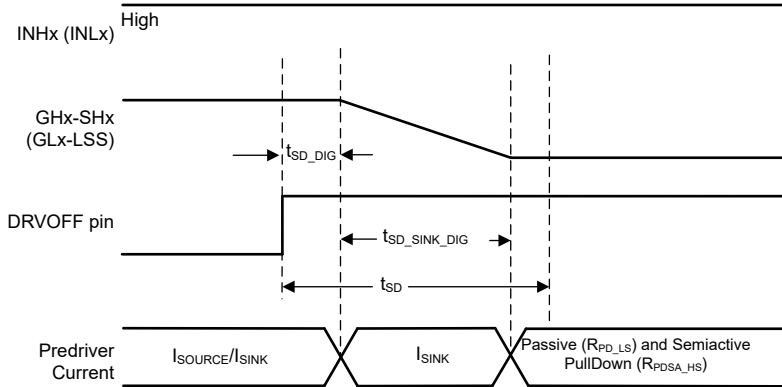 INHx (INLx)
High
GHx-SHx
(GLx-LSS)
tSD_DIG
DRVOFF pin
tSD_SINK_DIG
tSD
Predriver
Current
ISOURCE/ISINK
ISINK
Passive (RPD_LS) and Semiactive
PullDown (RPDSA_HS)